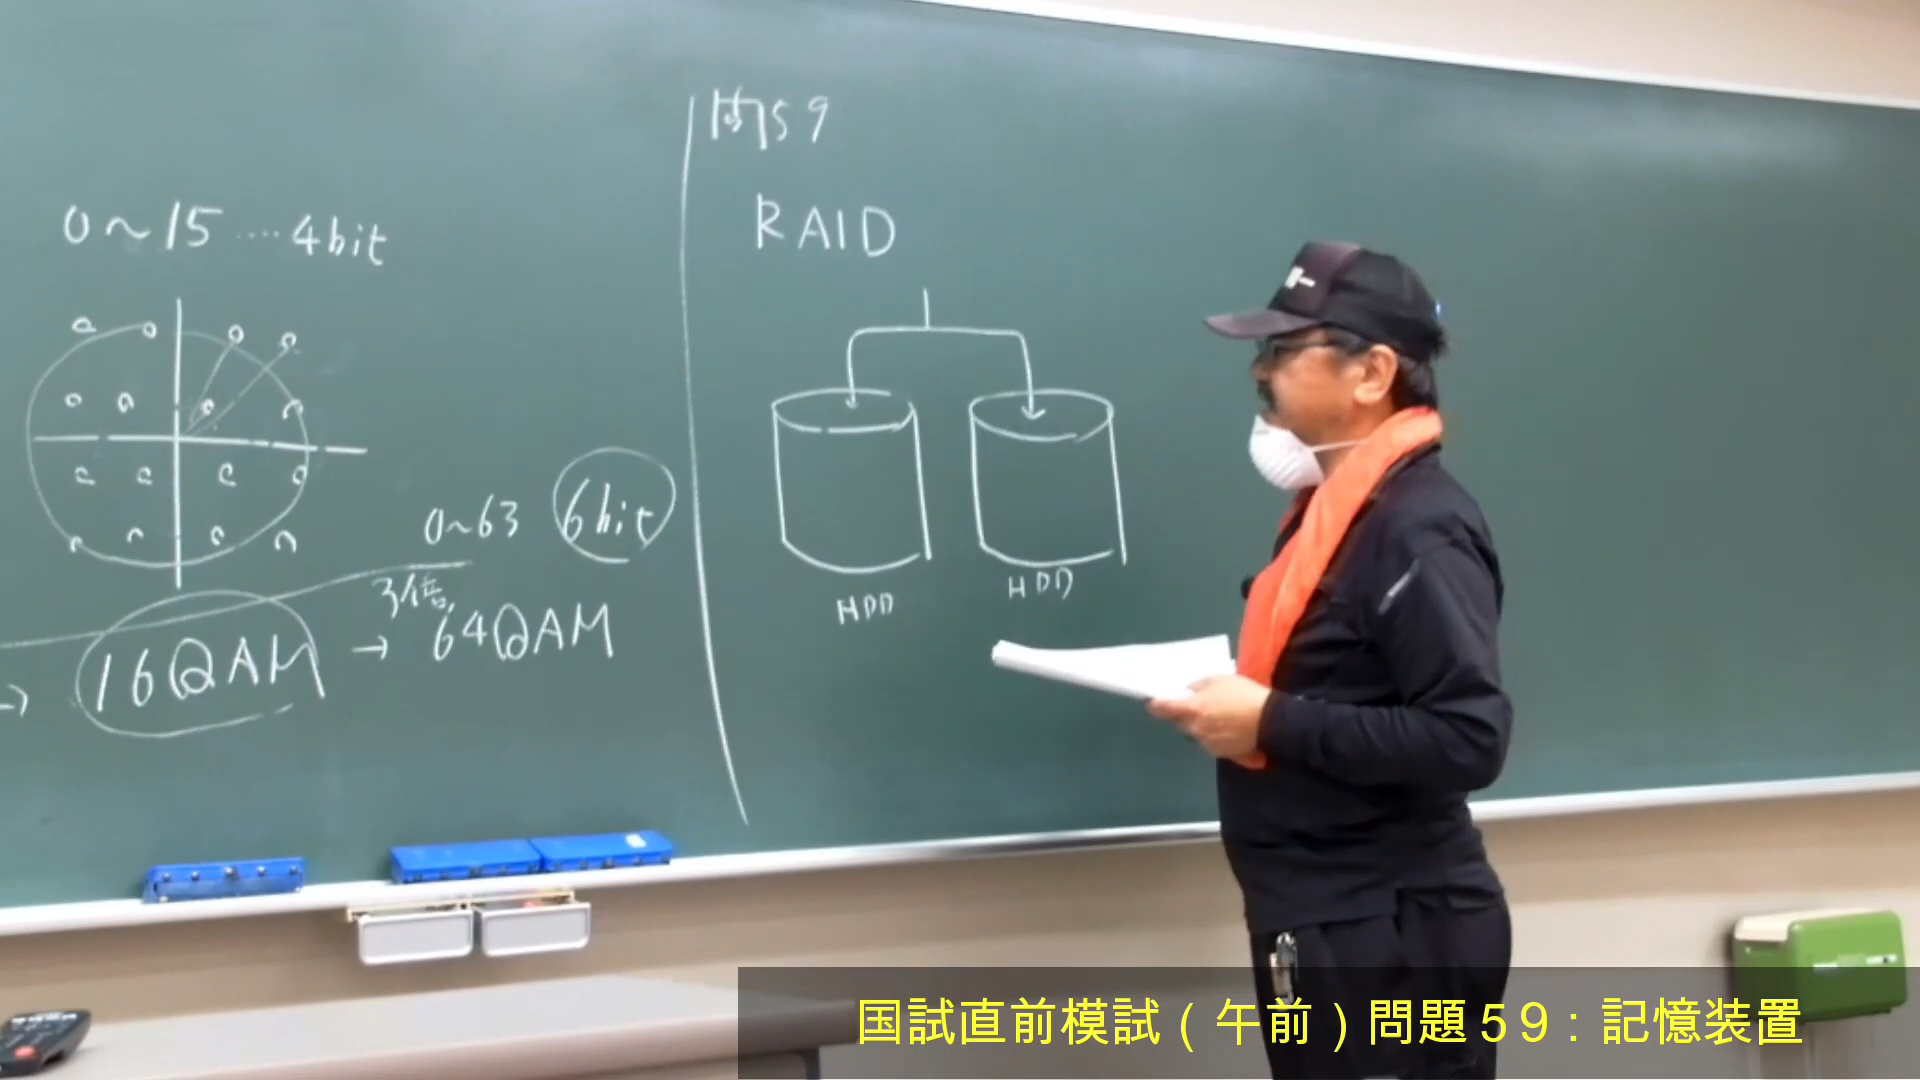 0～15 ‥‥ 4bit
0～63 6bit
3/2倍
→ 16QAM → 64QAM
問59
RAID
HDD HDD
国試直前模試（午前）問題５９：記憶装置